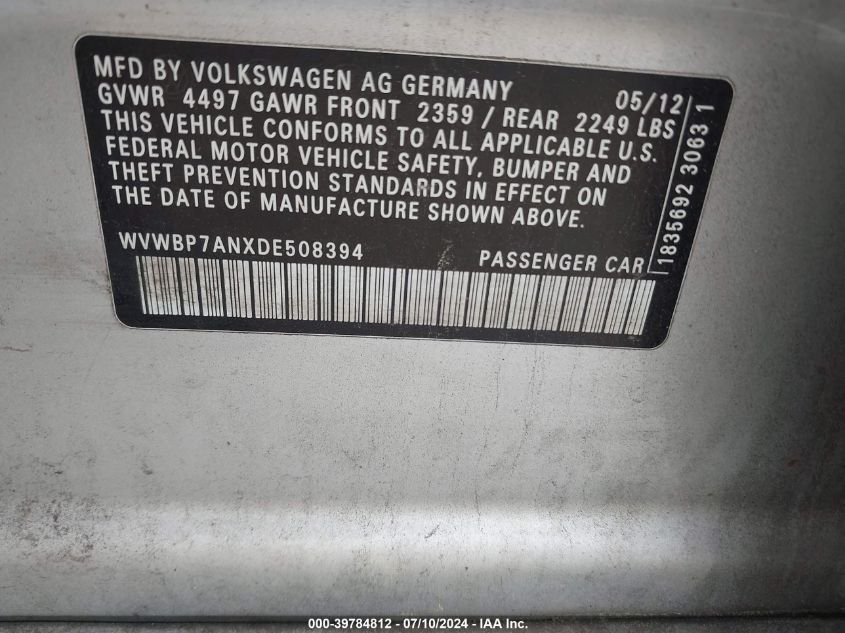 MFD BY VOLKSWAGEN AG GERMANY 05/12
GVWR 4497 GAWR FRONT 2359 / REAR 2249 LBS
THIS VEHICLE CONFORMS TO ALL APPLICABLE U.S.
FEDERAL MOTOR VEHICLE SAFETY, BUMPER AND
THEFT PREVENTION STANDARDS IN EFFECT ON
THE DATE OF MANUFACTURE SHOWN ABOVE.
WVWBP7ANXDE508394 PASSENGER CAR
1835692 3063 1
000-39784812 - 07/10/2024 - IAA Inc.